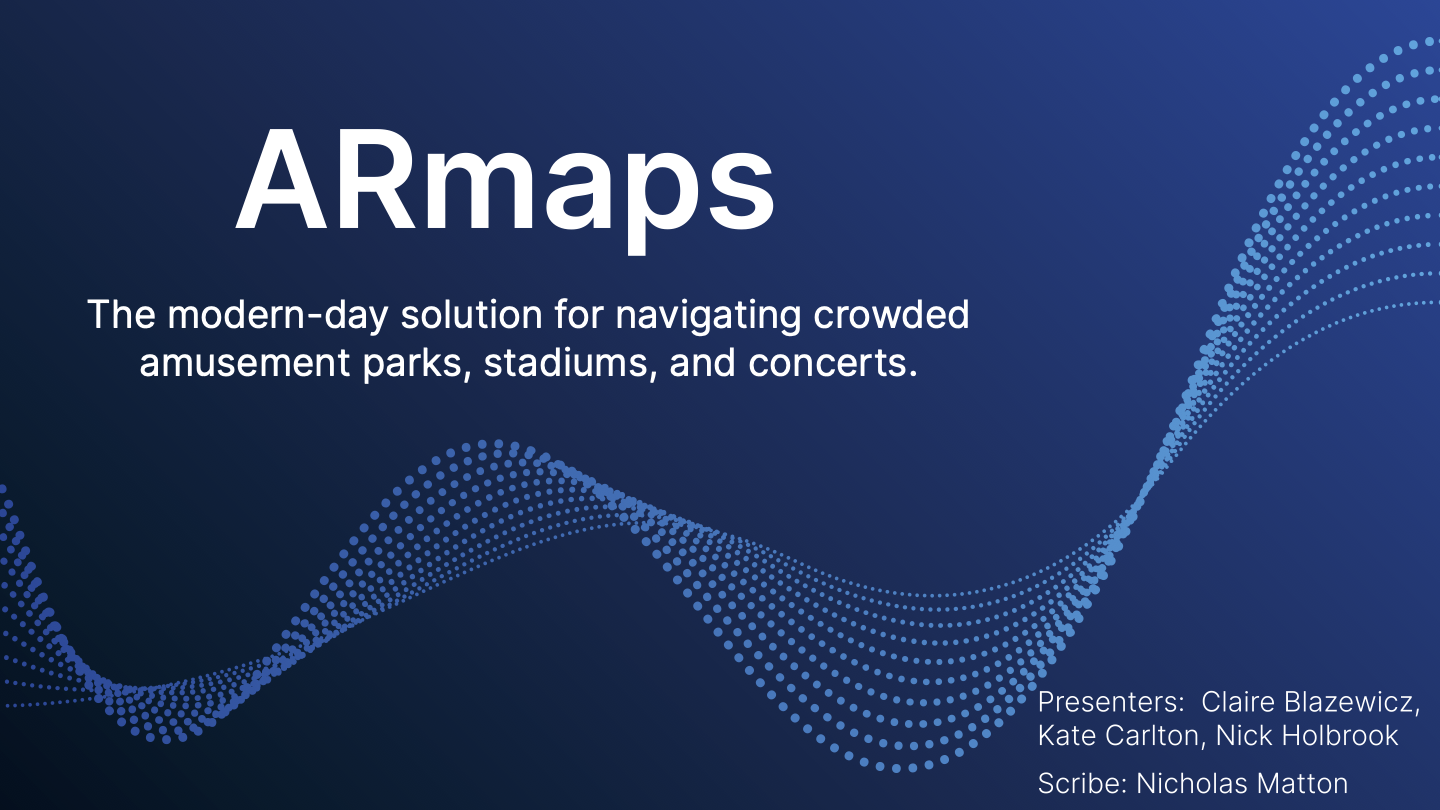 ARmaps
The modern-day solution for navigating crowded
amusement parks, stadiums, and concerts.
Presenters:  Claire Blazewicz,
Kate Carlton, Nick Holbrook
Scribe: Nicholas Matton